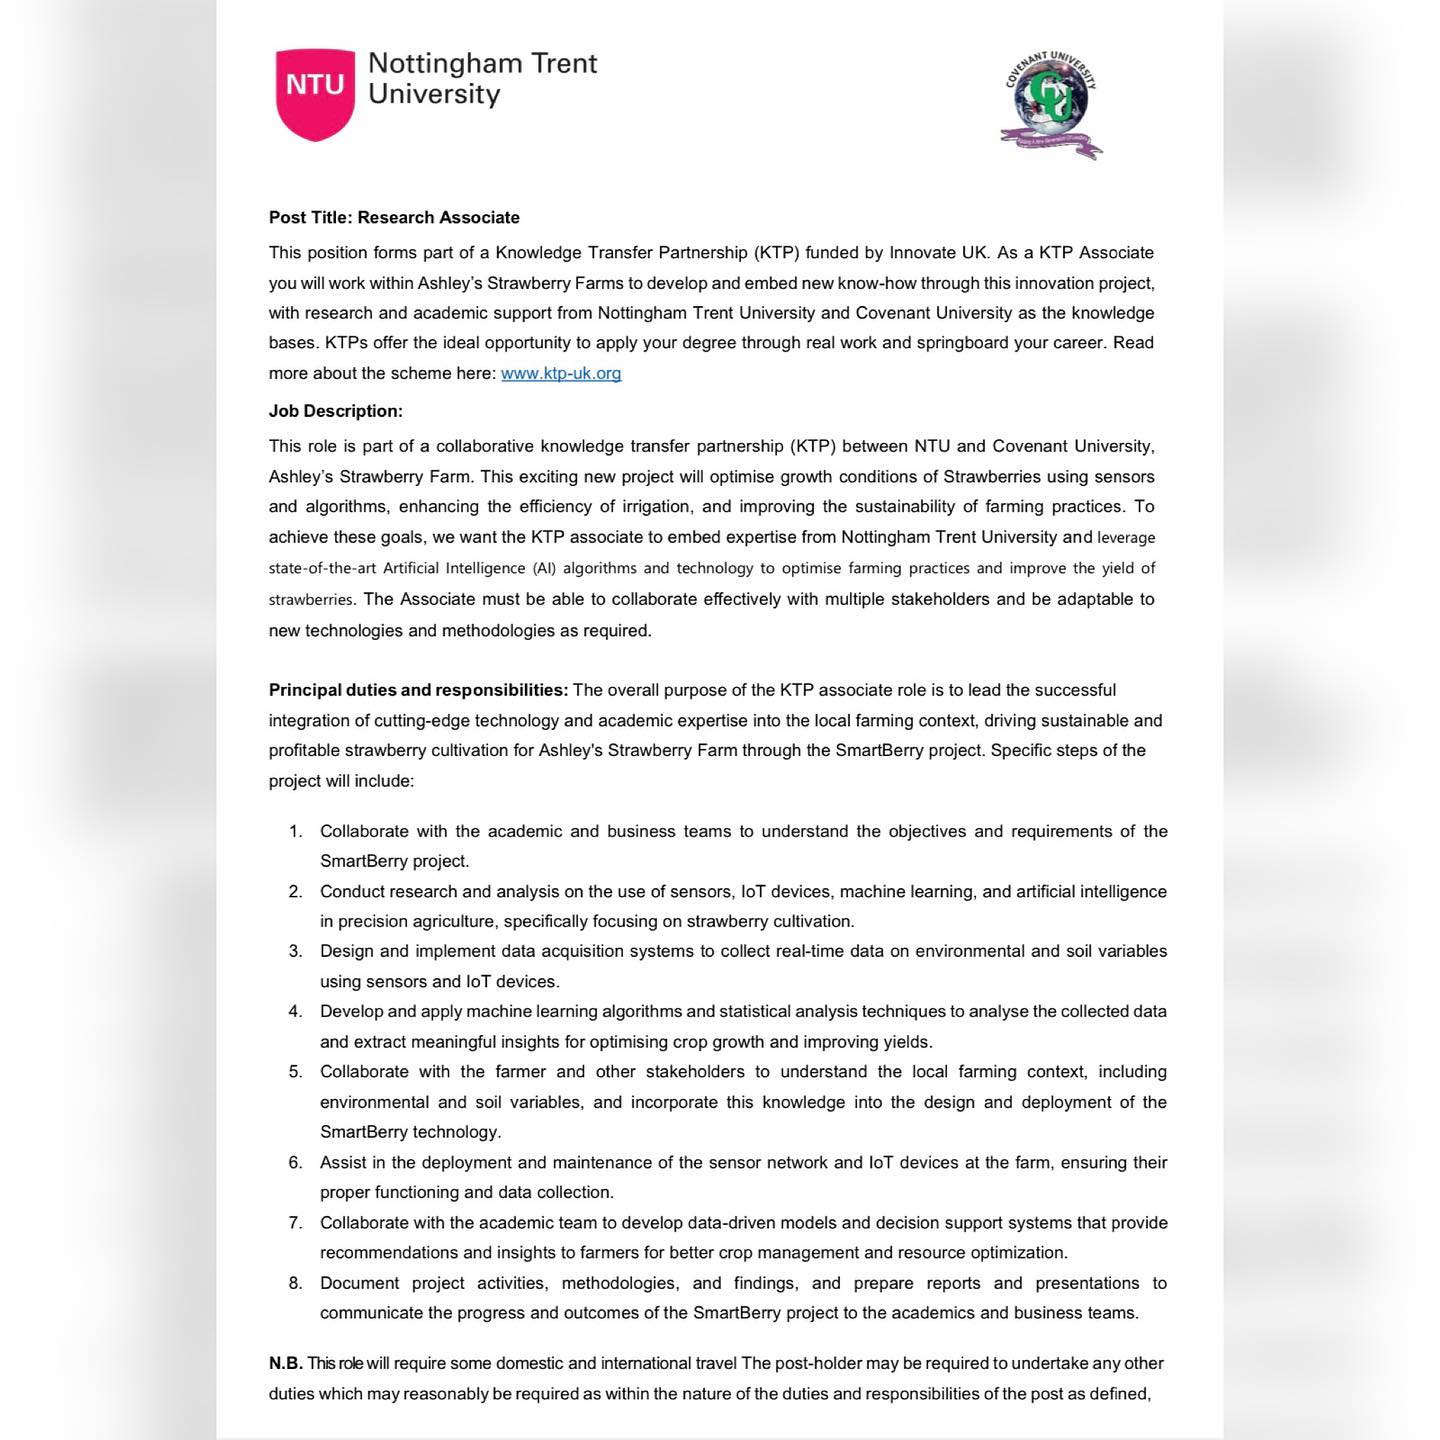 NTU
Nottingham Trent
University
COVENANT UNIVERSITY
CU
Post Title: Research Associate
This position forms part of a Knowledge Transfer Partnership (KTP) funded by Innovate UK. As a KTP Associate
you will work within Ashley’s Strawberry Farms to develop and embed new know-how through this innovation project,
with research and academic support from Nottingham Trent University and Covenant University as the knowledge
bases. KTPs offer the ideal opportunity to apply your degree through real work and springboard your career. Read
more about the scheme here: www.ktp-uk.org
Job Description:
This role is part of a collaborative knowledge transfer partnership (KTP) between NTU and Covenant University,
Ashley’s Strawberry Farm. This exciting new project will optimise growth conditions of Strawberries using sensors
and algorithms, enhancing the efficiency of irrigation, and improving the sustainability of farming practices. To
achieve these goals, we want the KTP associate to embed expertise from Nottingham Trent University and leverage
state-of-the-art Artificial Intelligence (AI) algorithms and technology to optimise farming practices and improve the yield of
strawberries. The Associate must be able to collaborate effectively with multiple stakeholders and be adaptable to
new technologies and methodologies as required.
Principal duties and responsibilities: The overall purpose of the KTP associate role is to lead the successful
integration of cutting-edge technology and academic expertise into the local farming context, driving sustainable and
profitable strawberry cultivation for Ashley's Strawberry Farm through the SmartBerry project. Specific steps of the
project will include:
1. Collaborate with the academic and business teams to understand the objectives and requirements of the
SmartBerry project.
2. Conduct research and analysis on the use of sensors, IoT devices, machine learning, and artificial intelligence
in precision agriculture, specifically focusing on strawberry cultivation.
3. Design and implement data acquisition systems to collect real-time data on environmental and soil variables
using sensors and IoT devices.
4. Develop and apply machine learning algorithms and statistical analysis techniques to analyse the collected data
and extract meaningful insights for optimising crop growth and improving yields.
5. Collaborate with the farmer and other stakeholders to understand the local farming context, including
environmental and soil variables, and incorporate this knowledge into the design and deployment of the
SmartBerry technology.
6. Assist in the deployment and maintenance of the sensor network and IoT devices at the farm, ensuring their
proper functioning and data collection.
7. Collaborate with the academic team to develop data-driven models and decision support systems that provide
recommendations and insights to farmers for better crop management and resource optimization.
8. Document project activities, methodologies, and findings, and prepare reports and presentations to
communicate the progress and outcomes of the SmartBerry project to the academics and business teams.
N.B. This role will require some domestic and international travel The post-holder may be required to undertake any other
duties which may reasonably be required as within the nature of the duties and responsibilities of the post as defined,